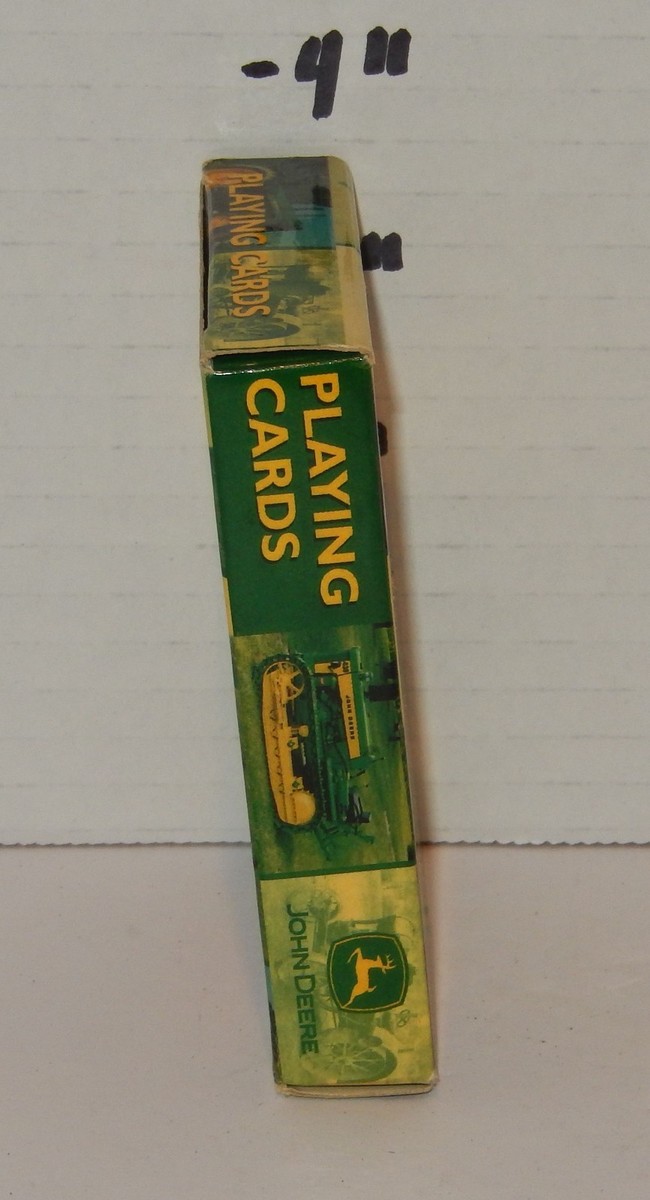 - 4"
"
PLAYING CARDS
PLAYING
CARDS
JOHN DEERE
JOHN DEERE